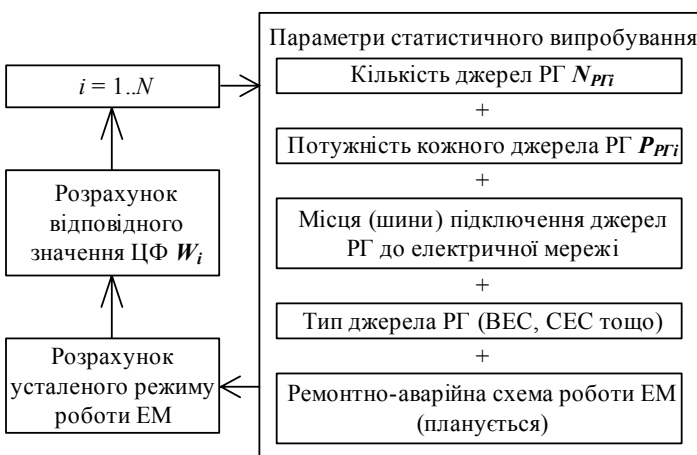 i = 1..N
Розрахунок
відповідного
значення ЦФ Wᵢ
Розрахунок
усталеного режиму
роботи ЕМ
Параметри статистичного випробування
Кількість джерел РГ N_РГі
+
Потужність кожного джерела РГ P_РГі
+
Місця (шини) підключення джерел
РГ до електричної мережі
+
Тип джерела РГ (ВЕС, СЕС тощо)
+
Ремонтно-аварійна схема роботи ЕМ
(планується)